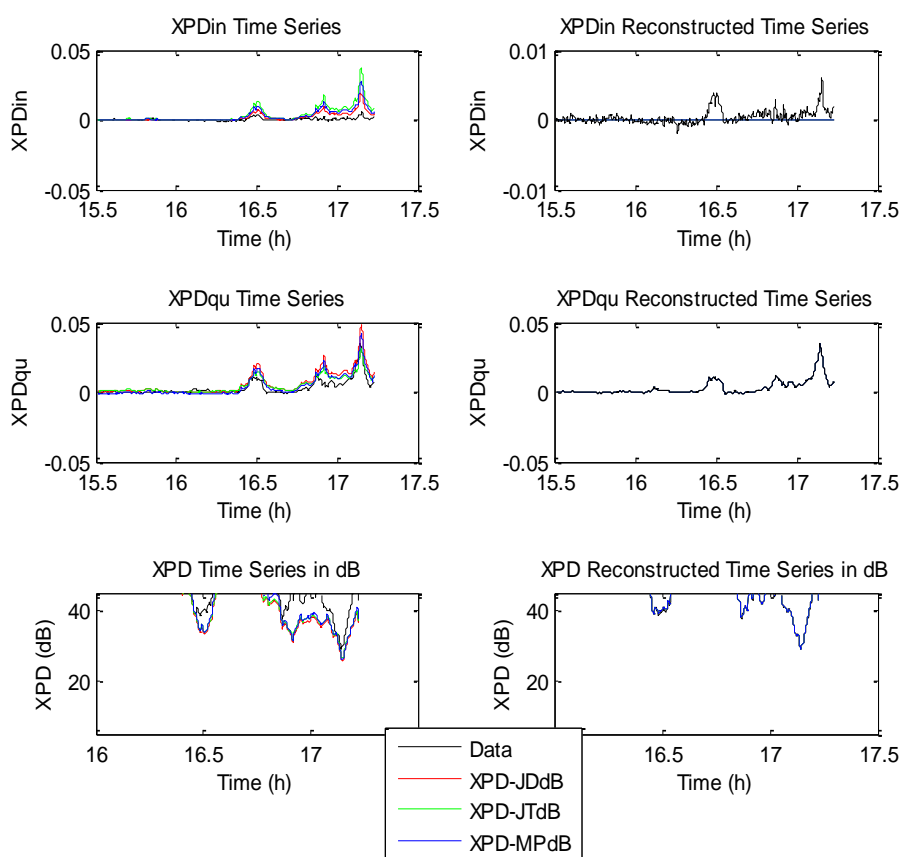 XPDin Time Series
0.05
0
-0.05
XPDin
15.5 16 16.5 17 17.5
Time (h)
XPDin Reconstructed Time Series
0.01
0
-0.01
XPDin
15.5 16 16.5 17 17.5
Time (h)
XPDqu Time Series
0.05
0
-0.05
XPDqu
15.5 16 16.5 17 17.5
Time (h)
XPDqu Reconstructed Time Series
0.05
0
-0.05
XPDqu
15.5 16 16.5 17 17.5
Time (h)
XPD Time Series in dB
40
20
XPD (dB)
16 16.5 17
Time (h)
XPD Reconstructed Time Series in dB
40
20
XPD (dB)
16.5 17 17.5
Time (h)
Data
XPD-JDdB
XPD-JTdB
XPD-MPdB